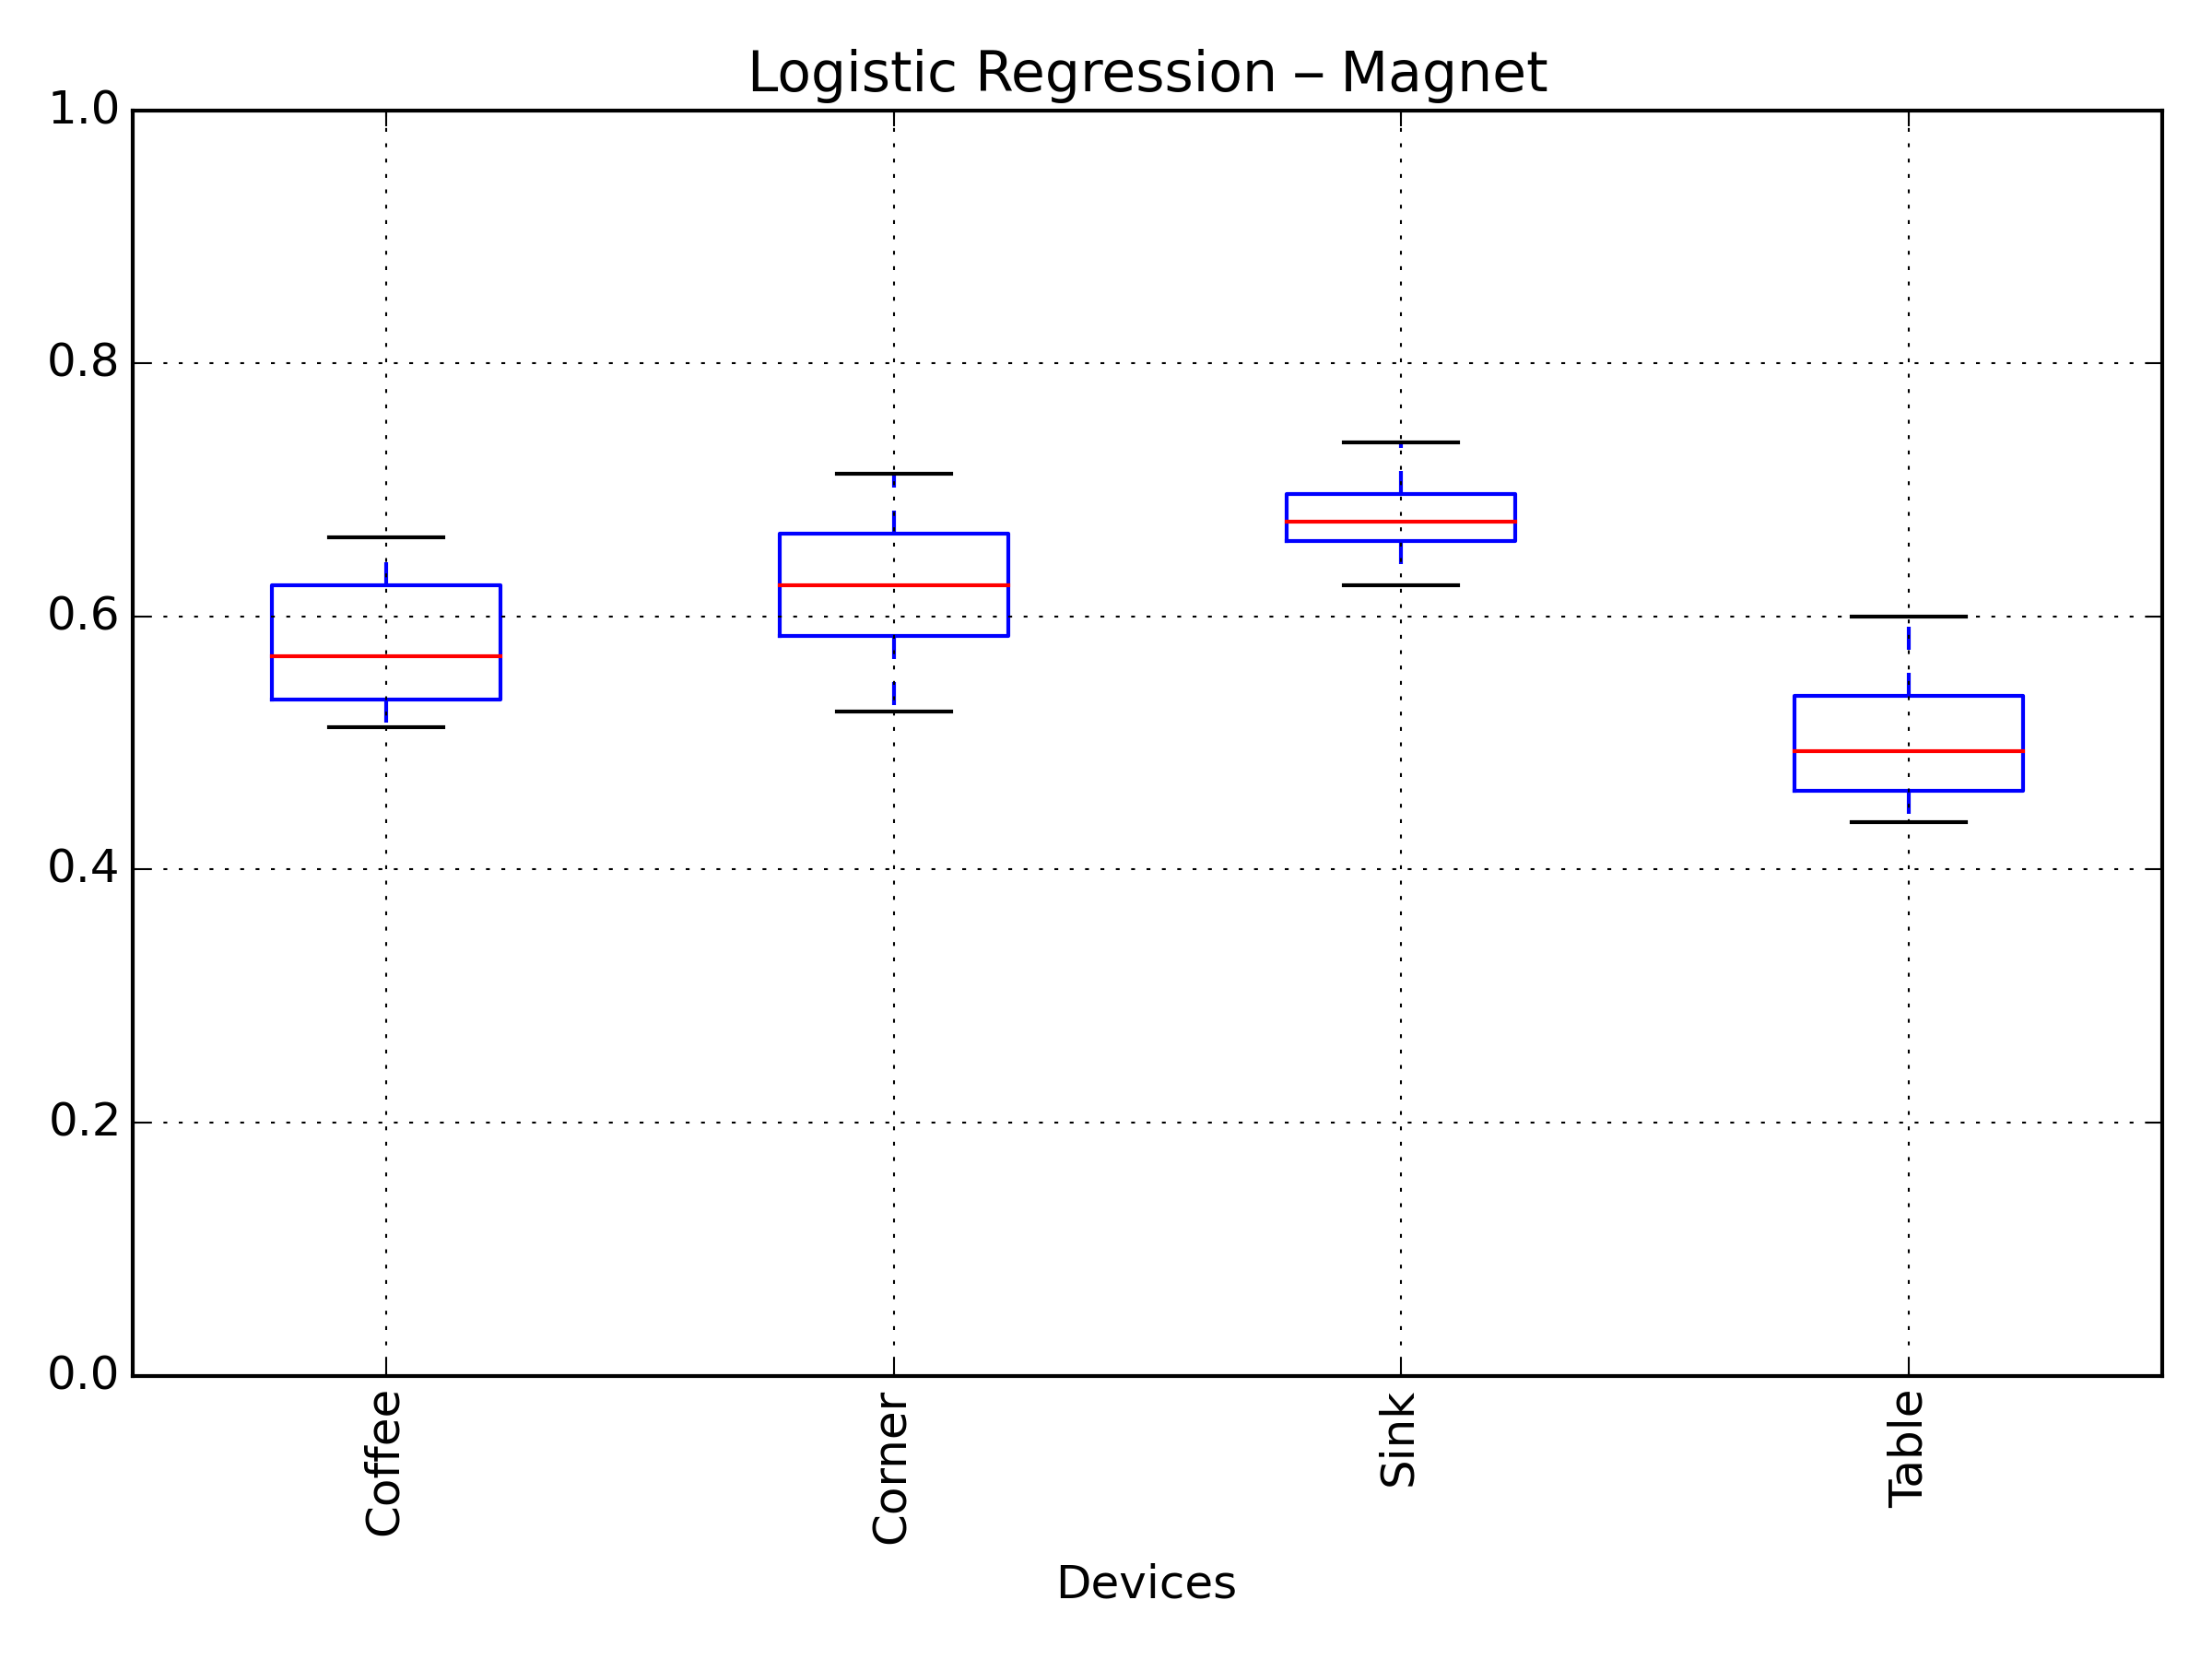 Logistic Regression – Magnet
1.0
0.8
0.6
0.4
0.2
0.0
Coffee
Corner
Sink
Table
Devices